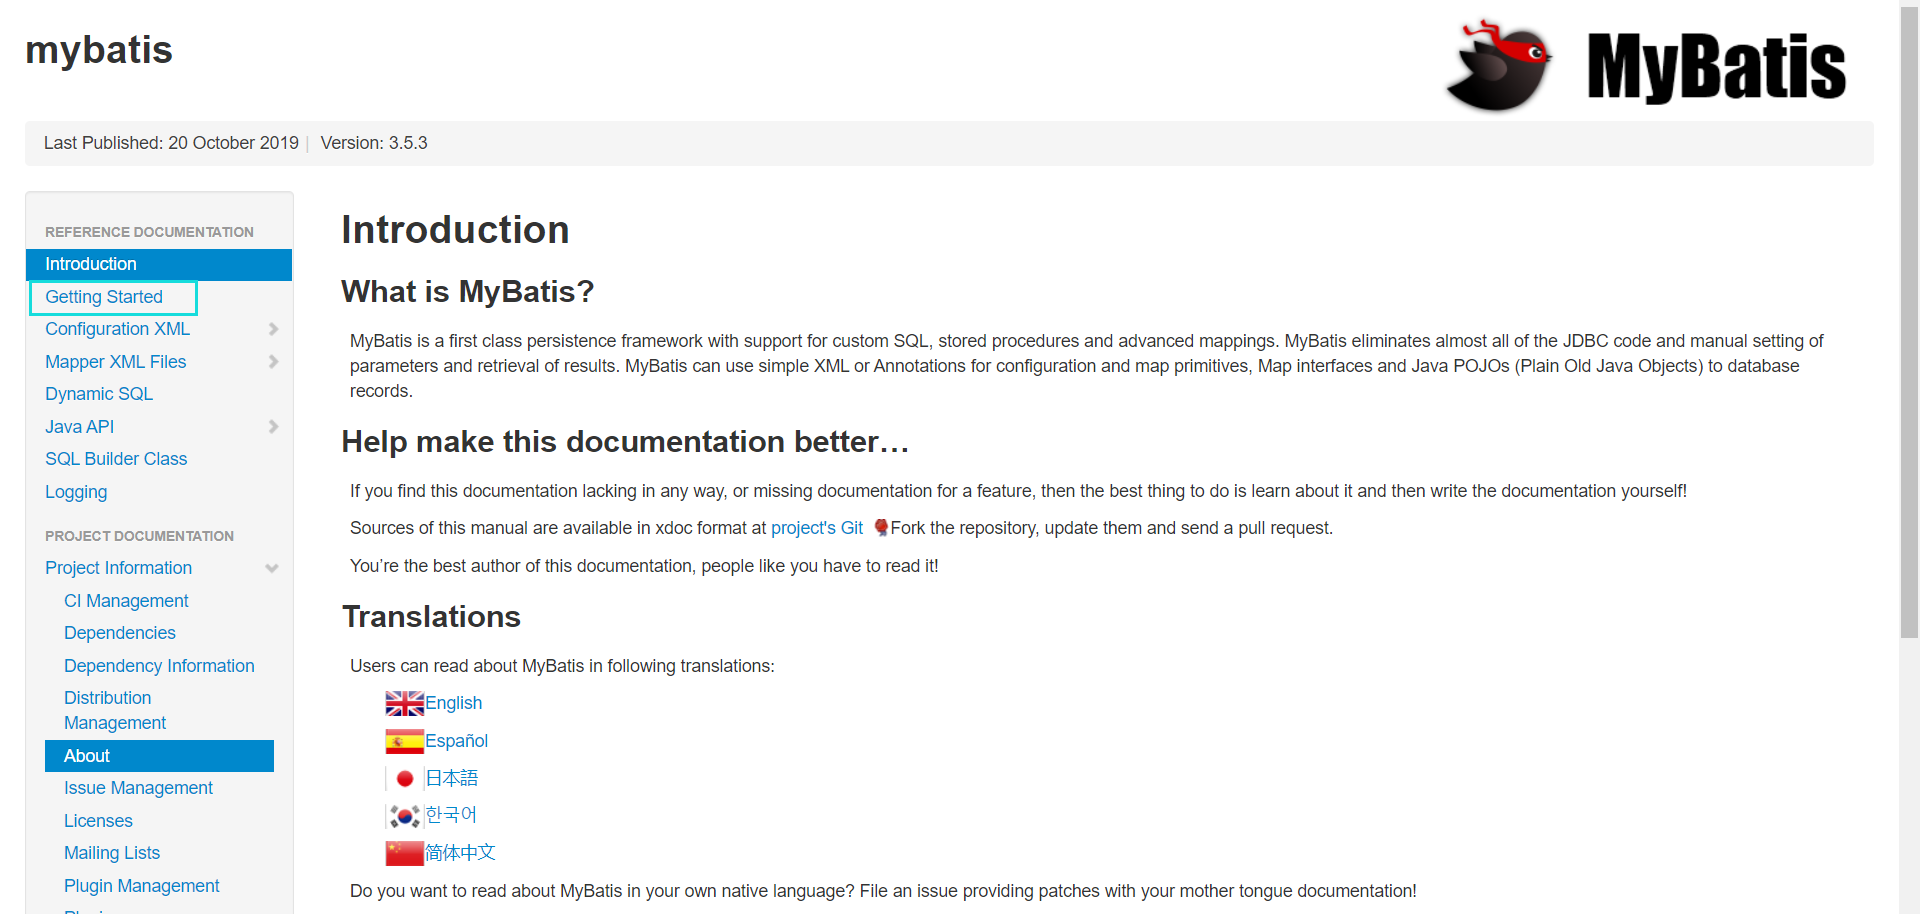 mybatis
MyBatis
Last Published: 20 October 2019 | Version: 3.5.3
REFERENCE DOCUMENTATION
Introduction
Getting Started
Configuration XML
Mapper XML Files
Dynamic SQL
Java API
SQL Builder Class
Logging
PROJECT DOCUMENTATION
Project Information
CI Management
Dependencies
Dependency Information
Distribution
Management
About
Issue Management
Licenses
Mailing Lists
Plugin Management
Introduction
What is MyBatis?
MyBatis is a first class persistence framework with support for custom SQL, stored procedures and advanced mappings. MyBatis eliminates almost all of the JDBC code and manual setting of
parameters and retrieval of results. MyBatis can use simple XML or Annotations for configuration and map primitives, Map interfaces and Java POJOs (Plain Old Java Objects) to database
records.
Help make this documentation better…
If you find this documentation lacking in any way, or missing documentation for a feature, then the best thing to do is learn about it and then write the documentation yourself!
Sources of this manual are available in xdoc format at project's Git Fork the repository, update them and send a pull request.
You’re the best author of this documentation, people like you have to read it!
Translations
Users can read about MyBatis in following translations:
English
Español
日本語
한국어
简体中文
Do you want to read about MyBatis in your own native language? File an issue providing patches with your mother tongue documentation!